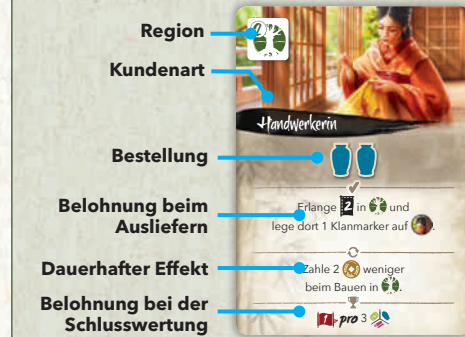 Region
Kundenart
Handwerkerin
Bestellung
Belohnung beim
Ausliefern
Erlange 2 in und
lege dort 1 Klanmarker auf .
Dauerhafter Effekt
Zahle 2 weniger
beim Bauen in .
Belohnung bei der
Schlusswertung
1 pro 3